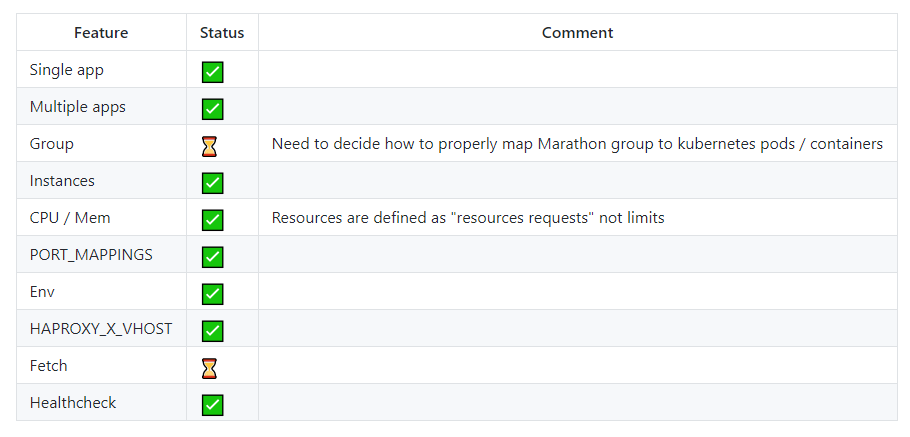 Feature Status Comment
Single app ✅
Multiple apps ✅
Group ⌛ Need to decide how to properly map Marathon group to kubernetes pods / containers
Instances ✅
CPU / Mem ✅ Resources are defined as "resources requests" not limits
PORT_MAPPINGS ✅
Env ✅
HAPROXY_X_VHOST ✅
Fetch ⌛
Healthcheck ✅